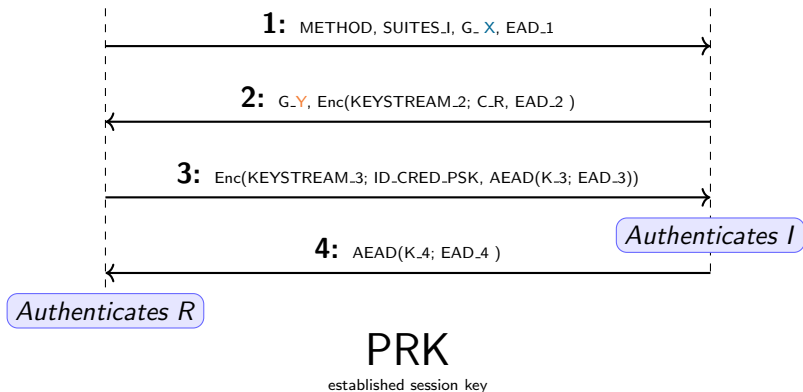 1: METHOD, SUITES_I, G_ X, EAD_1
2: G_Y, Enc(KEYSTREAM_2; C_R, EAD_2 )
3: Enc(KEYSTREAM_3; ID_CRED_PSK, AEAD(K_3; EAD_3))
Authenticates I
4: AEAD(K_4; EAD_4 )
Authenticates R
PRK
established session key